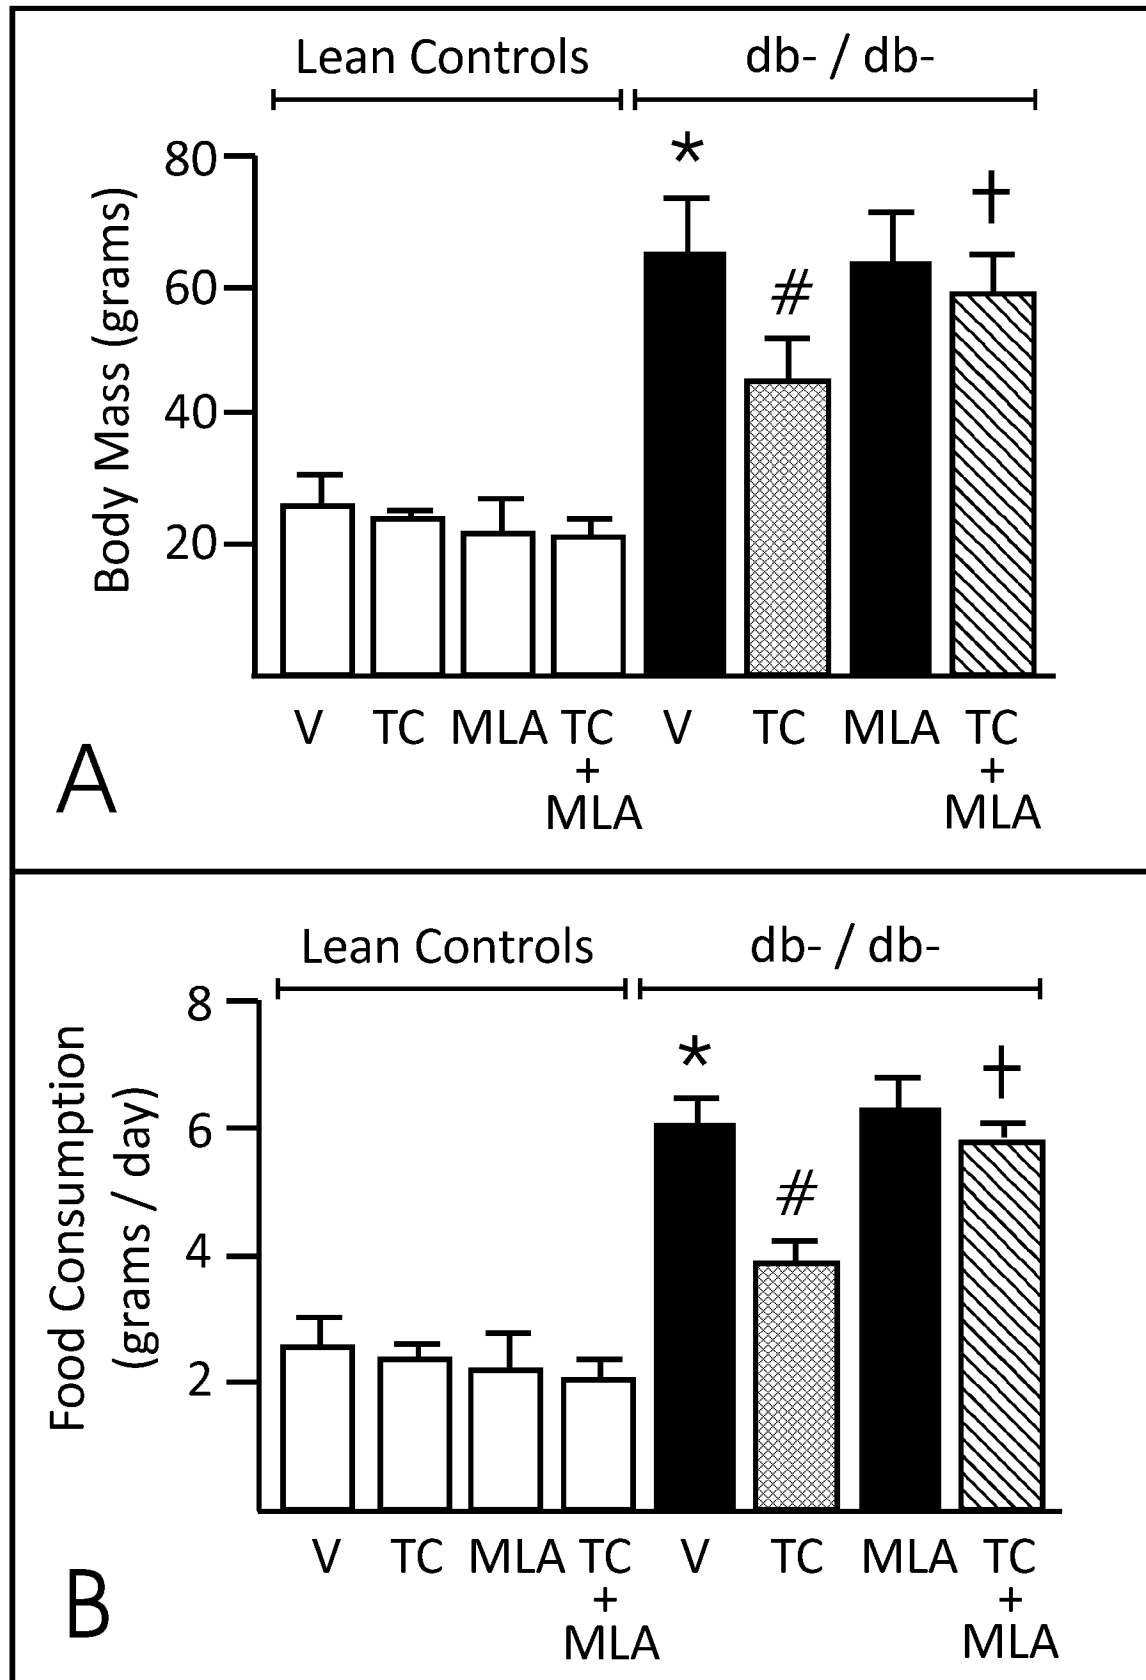 Lean Controls db- / db-
*
#
†
80
60
40
20
Body Mass (grams)
V TC MLA TC + MLA V TC MLA TC + MLA
A
Lean Controls db- / db-
*
#
†
8
6
4
2
Food Consumption
(grams / day)
V TC MLA TC + MLA V TC MLA TC + MLA
B